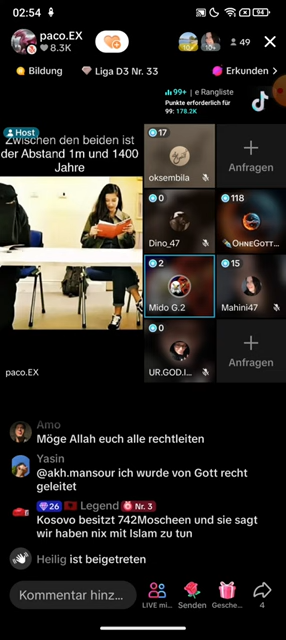 02:54
94
paco.EX
8.3K
10+
49
Bildung
Liga D3 Nr. 33
Erkunden >
99+ | e Rangliste
Punkte erforderlich für
99: 178.2K
Host
Zwischen den beiden ist
der Abstand 1m und 1400
Jahre
paco.EX
17
oksembila
+
Anfragen
0
Dino_47
118
OHNEGOTT...
2
Mido G.2
15
Mahini47
0
UR.GOD.I...
+
Anfragen
Amo
Möge Allah euch alle rechtleiten
Yasin
@akh.mansour ich wurde von Gott recht
geleitet
26 Legend Nr. 3
Kosovo besitzt 742Moscheen und sie sagt
wir haben nix mit Islam zu tun
Heilig ist beigetreten
Kommentar hinz...
LIVE mi...
Senden
Gesche...
4